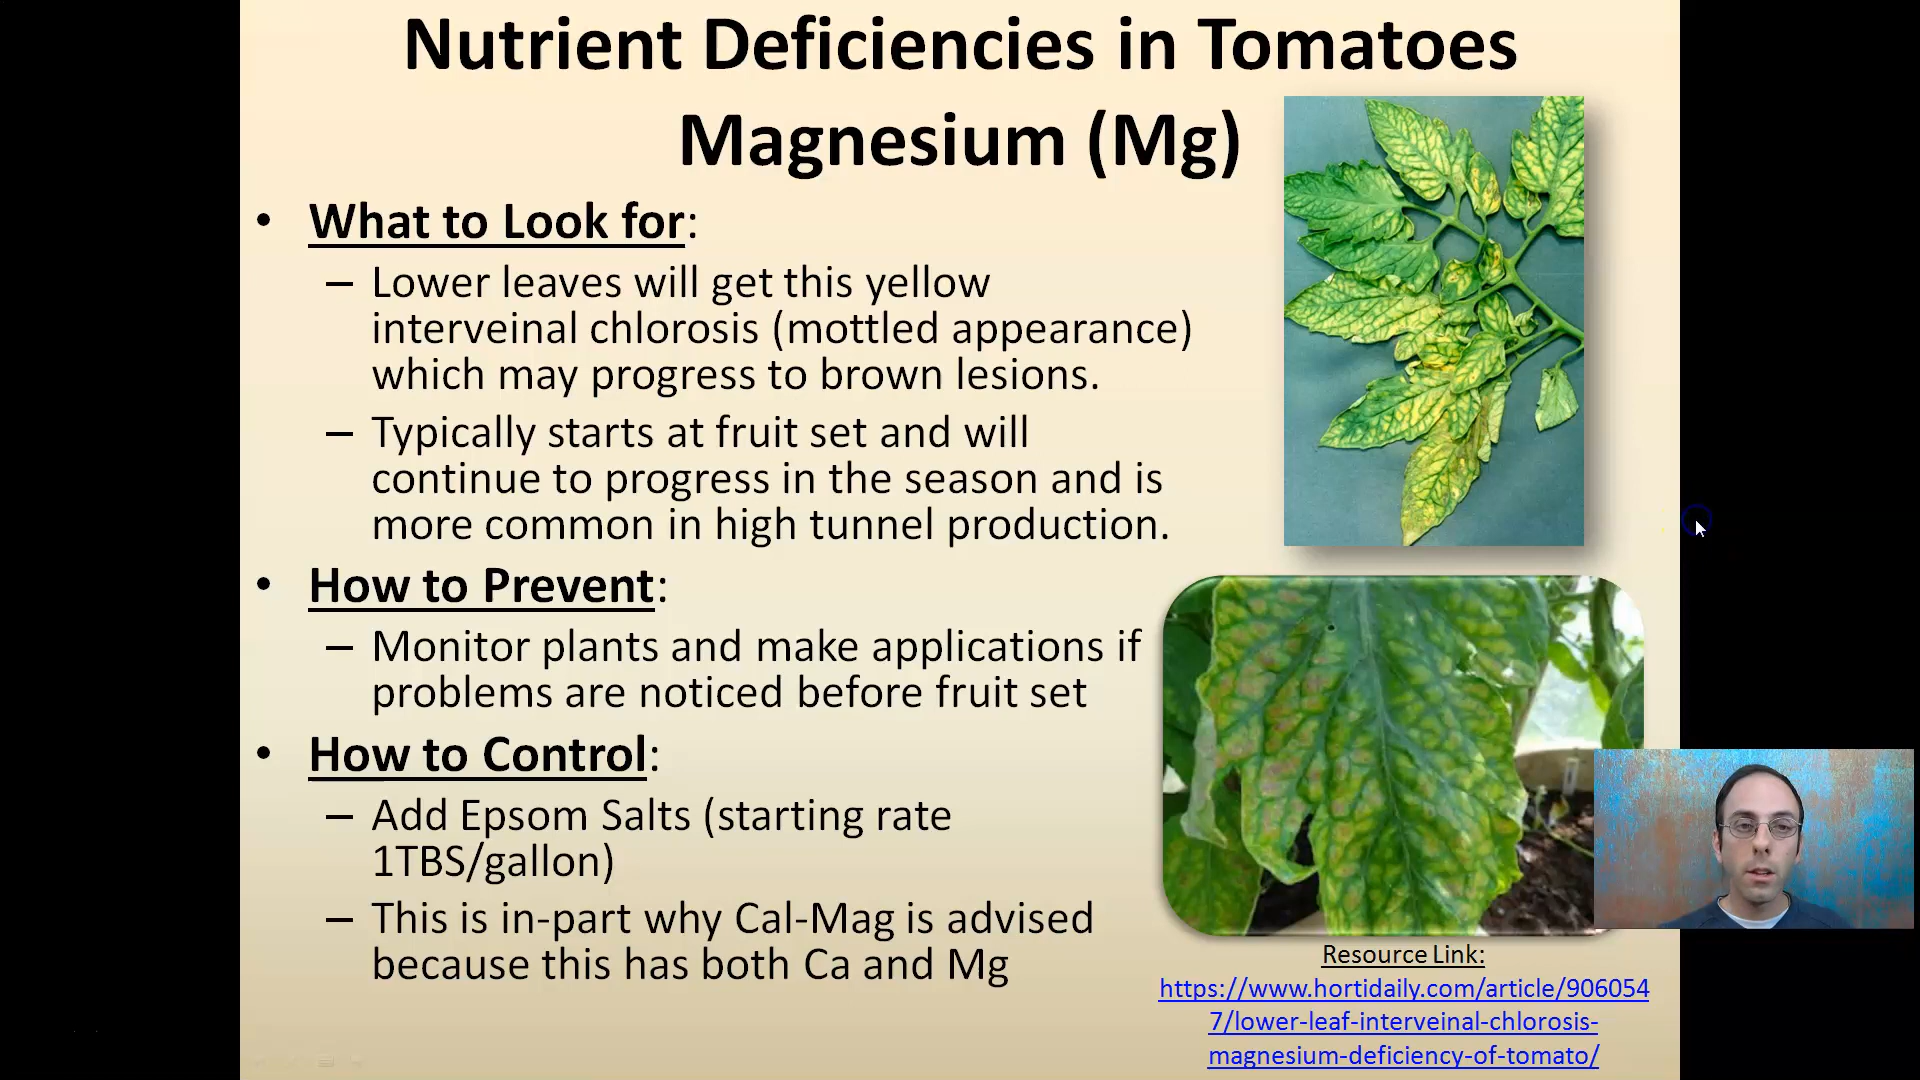 Nutrient Deficiencies in Tomatoes
Magnesium (Mg)
• What to Look for:
– Lower leaves will get this yellow
interveinal chlorosis (mottled appearance)
which may progress to brown lesions.
– Typically starts at fruit set and will
continue to progress in the season and is
more common in high tunnel production.
• How to Prevent:
– Monitor plants and make applications if
problems are noticed before fruit set
• How to Control:
– Add Epsom Salts (starting rate
1TBS/gallon)
– This is in-part why Cal-Mag is advised
because this has both Ca and Mg
Resource Link:
https://www.hortidaily.com/article/906054
7/lower-leaf-interveinal-chlorosis-
magnesium-deficiency-of-tomato/